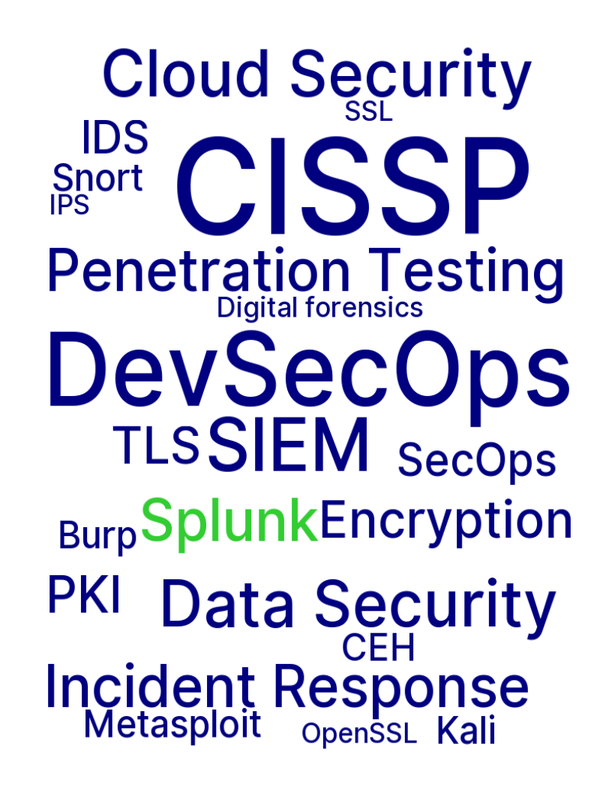 Cloud Security
SSL
IDS
CISSP
Snort
IPS
Penetration Testing
Digital forensics
DevSecOps
TLS SIEM SecOps
Burp Splunk Encryption
PKI Data Security
CEH
Incident Response
Metasploit OpenSSL Kali